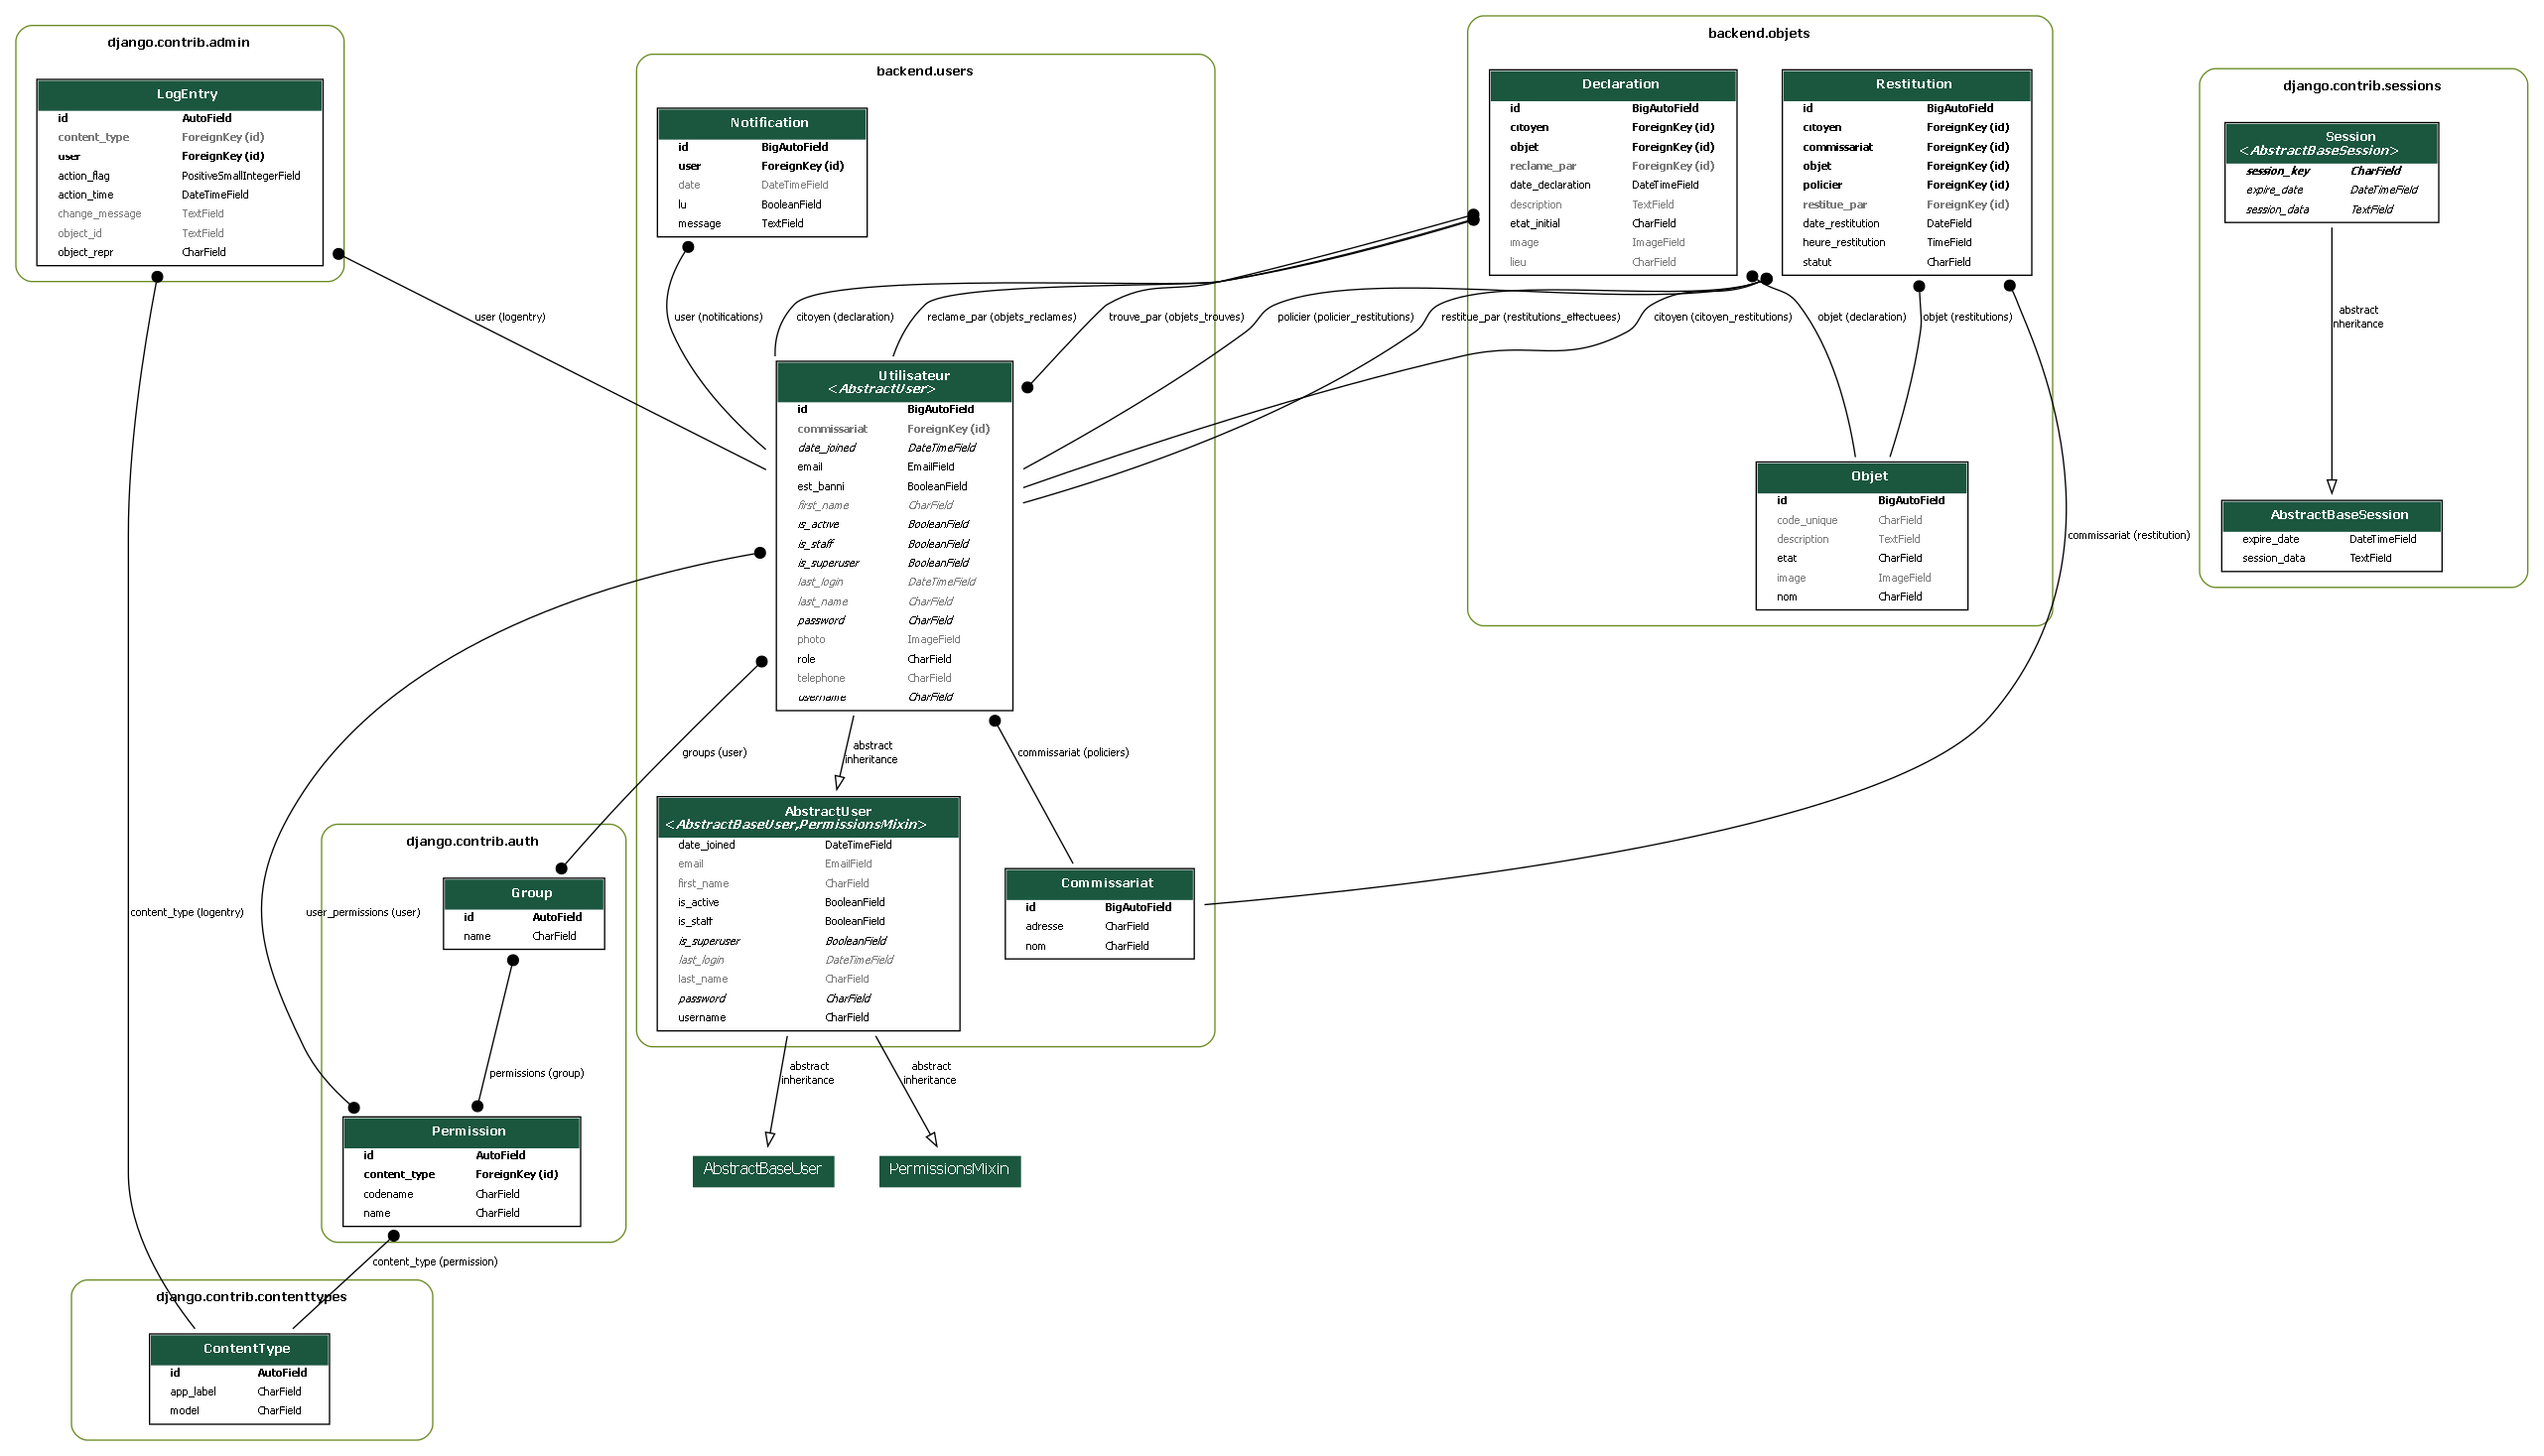 django.contrib.admin
LogEntry
id AutoField
content_type ForeignKey (id)
user ForeignKey (id)
action_flag PositiveSmallIntegerField
action_time DateTimeField
change_message TextField
object_id TextField
object_repr CharField
backend.users
Notification
id BigAutoField
user ForeignKey (id)
date DateTimeField
lu BooleanField
message TextField
backend.objets
Declaration
id BigAutoField
citoyen ForeignKey (id)
objet ForeignKey (id)
reclame_par ForeignKey (id)
date_declaration DateTimeField
description TextField
etat_initial CharField
image ImageField
lieu CharField
Restitution
id BigAutoField
citoyen ForeignKey (id)
commissariat ForeignKey (id)
objet ForeignKey (id)
policier ForeignKey (id)
restitue_par ForeignKey (id)
date_restitution DateField
heure_restitution TimeField
statut CharField
django.contrib.sessions
Session
<AbstractBaseSession>
session_key CharField
expire_date DateTimeField
session_data TextField
user (logentry)
user (notifications)
citoyen (declaration)
reclame_par (objets_reclames)
trouve_par (objets_trouves)
policier (policier_restitutions)
restitue_par (restitutions_effectuees)
citoyen (citoyen_restitutions)
objet (declaration)
objet (restitutions)
abstract
inheritance
Utilisateur
<AbstractUser>
id BigAutoField
commissariat ForeignKey (id)
date_joined DateTimeField
email EmailField
est_banni BooleanField
first_name CharField
is_active BooleanField
is_staff BooleanField
is_superuser BooleanField
last_login DateTimeField
last_name CharField
password CharField
photo ImageField
role CharField
telephone CharField
username CharField
Objet
id BigAutoField
code_unique CharField
description TextField
etat CharField
image ImageField
nom CharField
commissariat (restitution)
AbstractBaseSession
expire_date DateTimeField
session_data TextField
groups (user)
abstract
inheritance
commissariat (policiers)
AbstractUser
<AbstractBaseUser,PermissionsMixin>
date_joined DateTimeField
email EmailField
first_name CharField
is_active BooleanField
is_staff BooleanField
is_superuser BooleanField
last_login DateTimeField
last_name CharField
password CharField
username CharField
Commissariat
id BigAutoField
adresse CharField
nom CharField
django.contrib.auth
Group
id AutoField
name CharField
content_type (logentry)
user_permissions (user)
permissions (group)
abstract
inheritance
abstract
inheritance
Permission
id AutoField
content_type ForeignKey (id)
codename CharField
name CharField
AbstractBaseUser
PermissionsMixin
content_type (permission)
django.contrib.contenttypes
ContentType
id AutoField
app_label CharField
model CharField